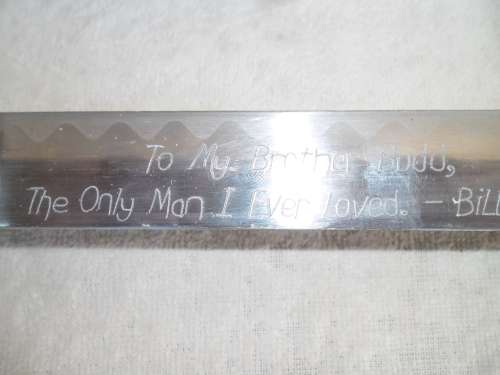 To My Brother Budd,
The Only Man I Ever Loved. - BiLL